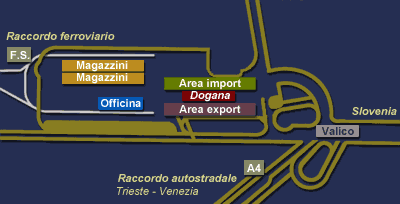 Raccordo ferroviario
F.S.
Magazzini
Magazzini
Area import
Dogana
Officina
Area export
Slovenia
Valico
A4
Raccordo autostradale
Trieste - Venezia